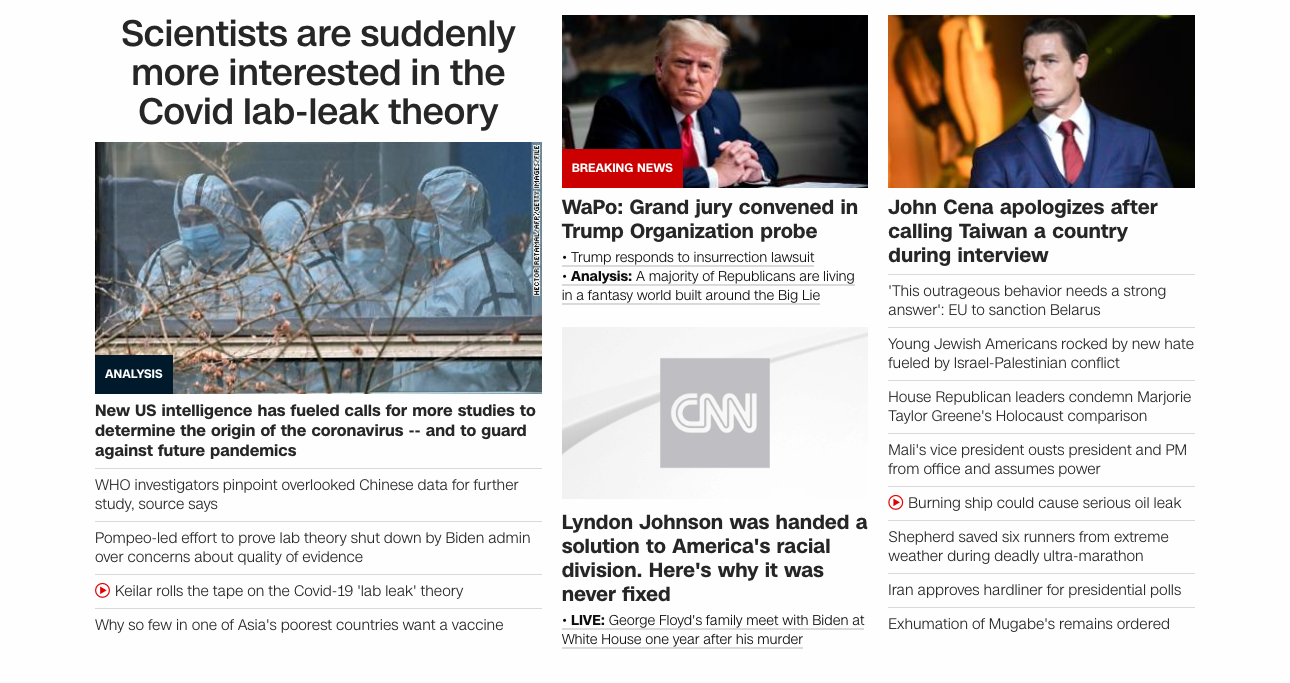 Scientists are suddenly
more interested in the
Covid lab-leak theory
HECTOR RETAMAL/AFP/GETTY IMAGES/FILE
ANALYSIS
New US intelligence has fueled calls for more studies to
determine the origin of the coronavirus -- and to guard
against future pandemics
WHO investigators pinpoint overlooked Chinese data for further
study, source says
Pompeo-led effort to prove lab theory shut down by Biden admin
over concerns about quality of evidence
Keilar rolls the tape on the Covid-19 'lab leak' theory
Why so few in one of Asia's poorest countries want a vaccine
BREAKING NEWS
WaPo: Grand jury convened in
Trump Organization probe
• Trump responds to insurrection lawsuit
• Analysis: A majority of Republicans are living
in a fantasy world built around the Big Lie
CNN
Lyndon Johnson was handed a
solution to America's racial
division. Here's why it was
never fixed
• LIVE: George Floyd's family meet with Biden at
White House one year after his murder
John Cena apologizes after
calling Taiwan a country
during interview
'This outrageous behavior needs a strong
answer': EU to sanction Belarus
Young Jewish Americans rocked by new hate
fueled by Israel-Palestinian conflict
House Republican leaders condemn Marjorie
Taylor Greene's Holocaust comparison
Mali's vice president ousts president and PM
from office and assumes power
Burning ship could cause serious oil leak
Shepherd saved six runners from extreme
weather during deadly ultra-marathon
Iran approves hardliner for presidential polls
Exhumation of Mugabe's remains ordered